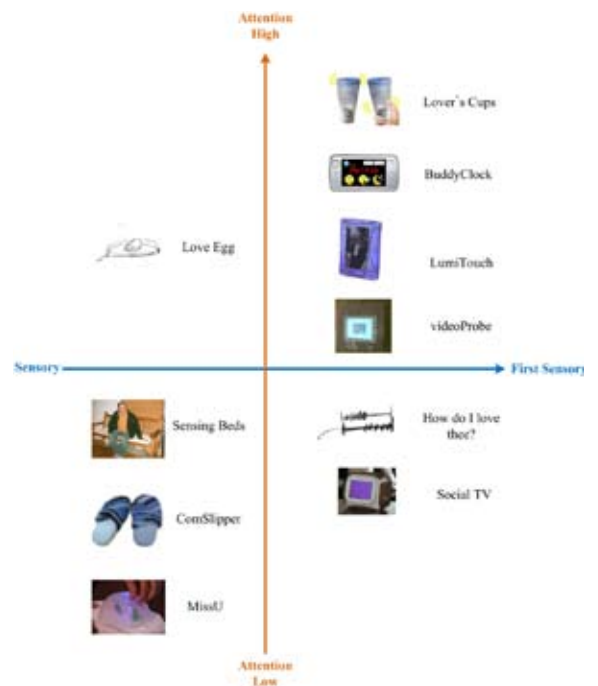 Attention
High
Lover's Cups
BuddyClock
Love Egg
LumiTouch
videoProbe
Sensory
First Sensory
Sensing Beds
How do I love
thee?
Social TV
ComSlipper
MissU
Attention
Low